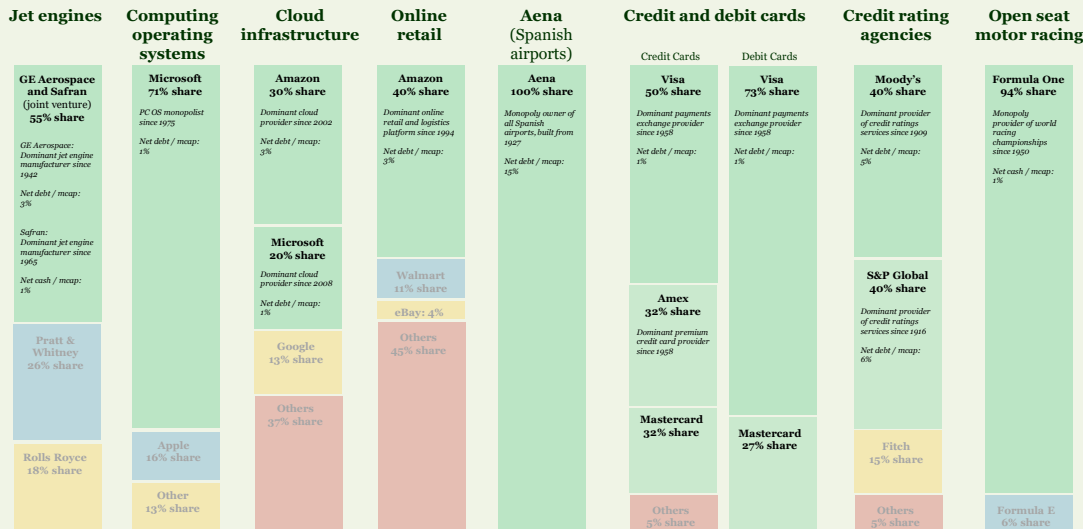 Jet engines
GE Aerospace
and Safran
(joint venture)
55% share
GE Aerospace:
Dominant jet engine
manufacturer since
1942
Net debt / mcap:
3%
Safran:
Dominant jet engine
manufacturer since
1965
Net cash / mcap:
1%
Pratt &
Whitney
26% share
Rolls Royce
18% share
Computing
operating
systems
Microsoft
71% share
PC OS monopolist
since 1975
Net debt / mcap:
1%
Apple
16% share
Other
13% share
Cloud
infrastructure
Amazon
30% share
Dominant cloud
provider since 2002
Net debt / mcap:
3%
Microsoft
20% share
Dominant cloud
provider since 2008
Net debt / mcap:
1%
Google
13% share
Others
37% share
Online
retail
Amazon
40% share
Dominant online
retail and logistics
platform since 1994
Net debt / mcap:
3%
Walmart
11% share
eBay: 4%
Others
45% share
Aena
(Spanish
airports)
Aena
100% share
Monopoly owner of
all Spanish
airports, built from
1927
Net debt / mcap:
15%
Credit and debit cards
Credit Cards
Visa
50% share
Dominant payments
exchange provider
since 1958
Net debt / mcap:
1%
Amex
32% share
Dominant premium
credit card provider
since 1958
Mastercard
32% share
Others
5% share
Debit Cards
Visa
73% share
Dominant payments
exchange provider
since 1958
Net debt / mcap:
1%
Mastercard
27% share
Credit rating
agencies
Moody's
40% share
Dominant provider
of credit ratings
services since 1909
Net debt / mcap:
5%
S&P Global
40% share
Dominant provider
of credit ratings
services since 1916
Net debt / mcap:
6%
Fitch
15% share
Others
5% share
Open seat
motor racing
Formula One
94% share
Monopoly
provider of world
racing
championships
since 1950
Net cash / mcap:
1%
Formula E
6% share